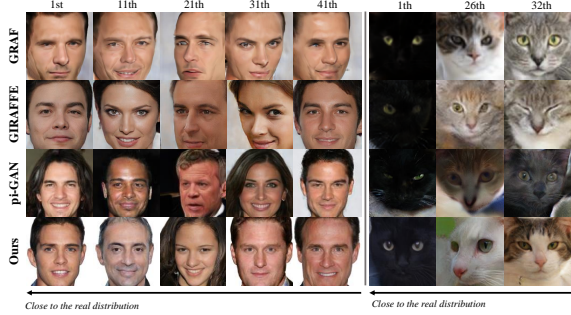 1st 11th 21th 31th 41th 1th 26th 32th
GRAF
GIRAFFE
pi-GAN
Ours
Close to the real distribution Close to the real distribution